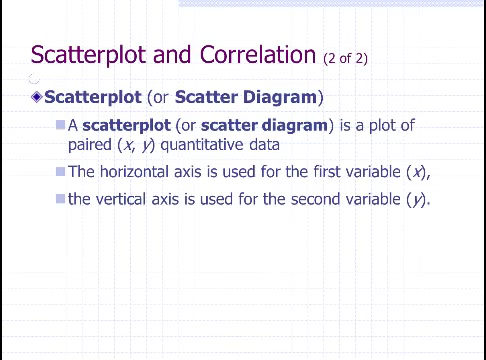 Scatterplot and Correlation (2 of 2)
Scatterplot (or Scatter Diagram)
A scatterplot (or scatter diagram) is a plot of
paired (x, y) quantitative data
The horizontal axis is used for the first variable (x),
the vertical axis is used for the second variable (y).